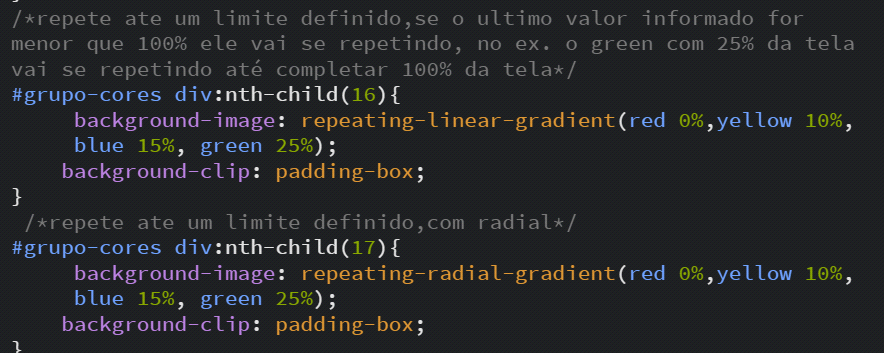 /*repete ate um limite definido,se o ultimo valor informado for
menor que 100% ele vai se repetindo, no ex. o green com 25% da tela
vai se repetindo até completar 100% da tela*/
#grupo-cores div:nth-child(16){
background-image: repeating-linear-gradient(red 0%,yellow 10%,
blue 15%, green 25%);
background-clip: padding-box;
}
/*repete ate um limite definido,com radial*/
#grupo-cores div:nth-child(17){
background-image: repeating-radial-gradient(red 0%,yellow 10%,
blue 15%, green 25%);
background-clip: padding-box;
}